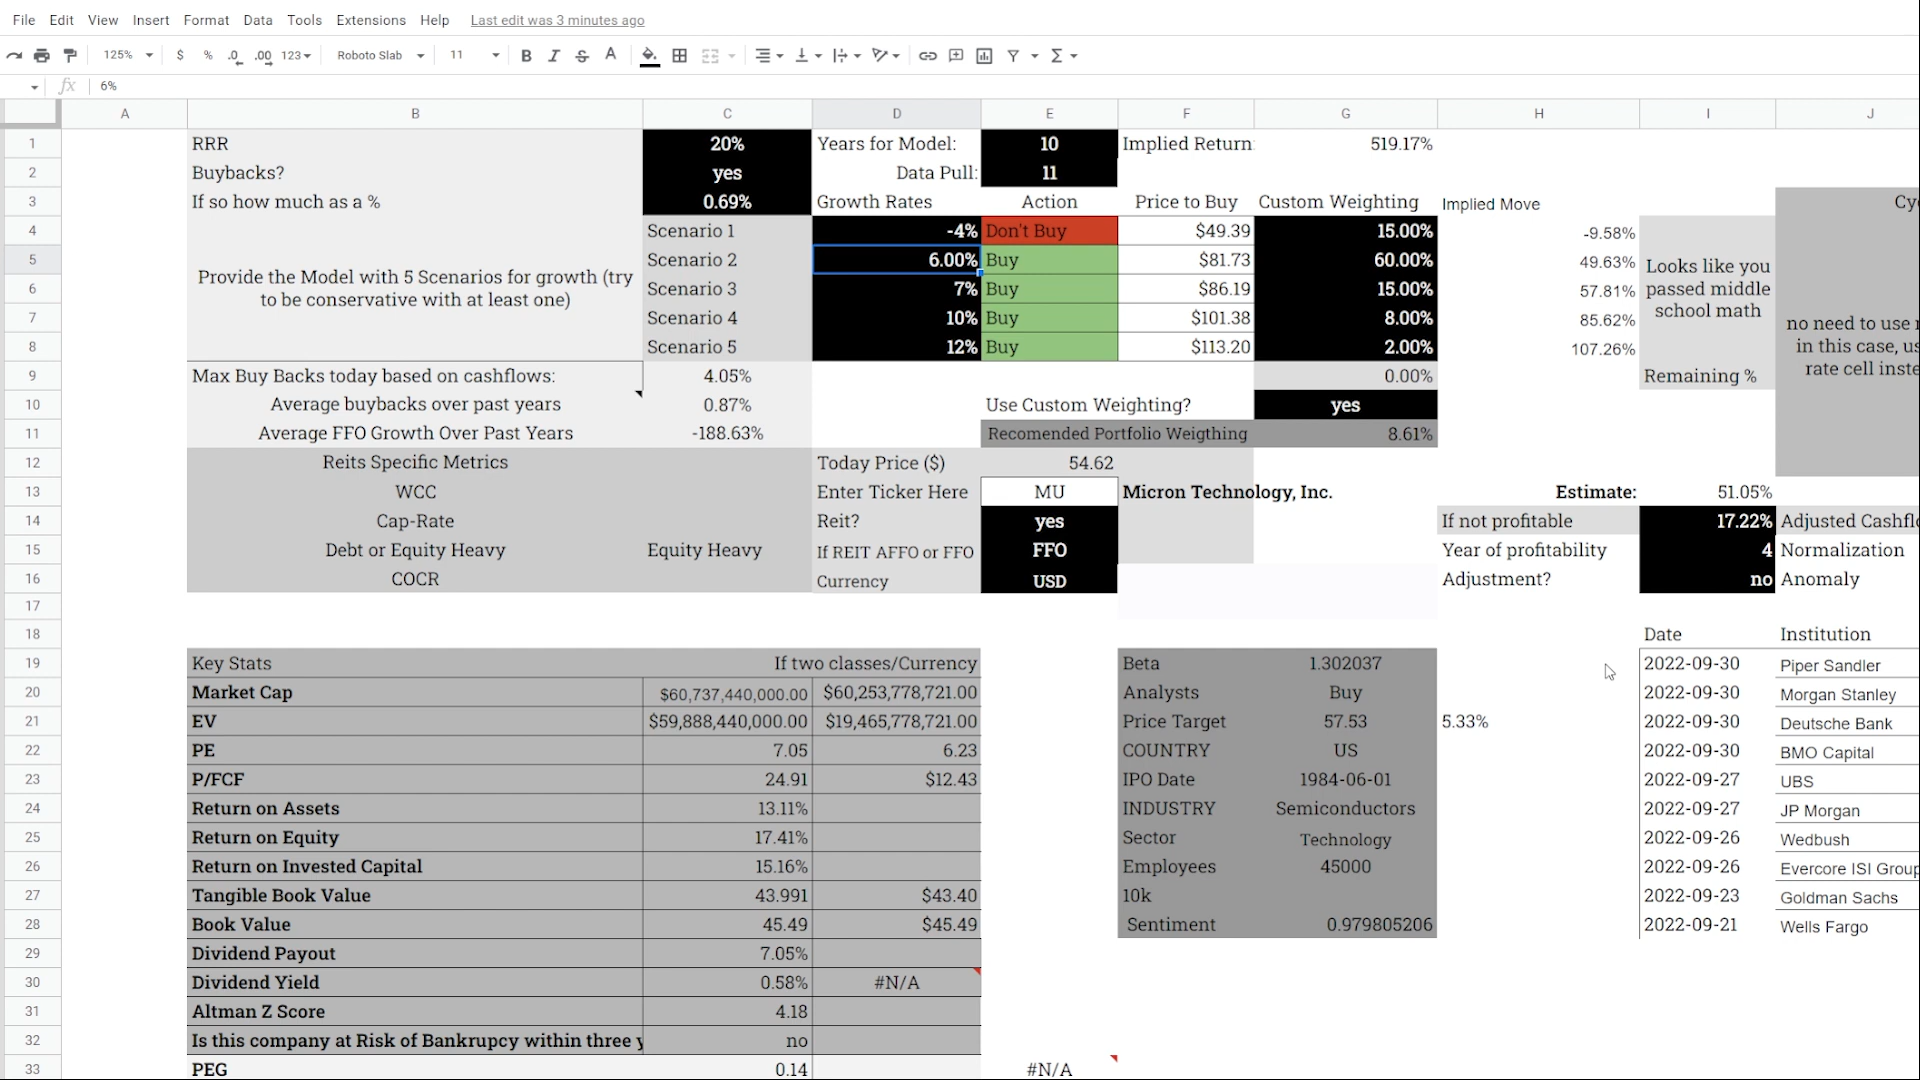 File Edit View Insert Format Data Tools Extensions Help Last edit was 3 minutes ago
125% $ % .0 .00 123 Roboto Slab 11 B I S A
fx 6%
A B C D E F G H I J
1 RRR 20% Years for Model: 10 Implied Return: 519.17%
2 Buybacks? yes Data Pull: 11
3 If so how much as a % 0.69% Growth Rates Action Price to Buy Custom Weighting Implied Move
4 Scenario 1 -4% Don't Buy $49.39 15.00% -9.58%
5 Scenario 2 6.00% Buy $81.73 60.00% 49.63%
6 Scenario 3 7% Buy $86.19 15.00% 57.81%
7 Scenario 4 10% Buy $101.38 8.00% 85.62%
8 Scenario 5 12% Buy $113.20 2.00% 107.26%
Provide the Model with 5 Scenarios for growth (try
to be conservative with at least one)
Looks like you
passed middle
school math
no need to use
in this case, us
rate cell inste
9 Max Buy Backs today based on cashflows: 4.05% 0.00% Remaining %
10 Average buybacks over past years 0.87% Use Custom Weighting? yes
11 Average FFO Growth Over Past Years -188.63% Recomended Portfolio Weigthing 8.61%
12 Reits Specific Metrics Today Price ($) 54.62
13 WCC Enter Ticker Here MU Micron Technology, Inc. Estimate: 51.05%
14 Cap-Rate Reit? yes If not profitable 17.22% Adjusted Cashflo
15 Debt or Equity Heavy Equity Heavy If REIT AFFO or FFO FFO Year of profitability 4 Normalization
16 COCR Currency USD Adjustment? no Anomaly
17
18 Date Institution
19 Key Stats If two classes/Currency Beta 1.302037 2022-09-30 Piper Sandler
20 Market Cap $60,737,440,000.00 $60,253,778,721.00 Analysts Buy 2022-09-30 Morgan Stanley
21 EV $59,888,440,000.00 $19,465,778,721.00 Price Target 57.53 5.33% 2022-09-30 Deutsche Bank
22 PE 7.05 6.23 COUNTRY US 2022-09-30 BMO Capital
23 P/FCF 24.91 $12.43 IPO Date 1984-06-01 2022-09-27 UBS
24 Return on Assets 13.11% INDUSTRY Semiconductors 2022-09-27 JP Morgan
25 Return on Equity 17.41% Sector Technology 2022-09-26 Wedbush
26 Return on Invested Capital 15.16% Employees 45000 2022-09-26 Evercore ISI Group
27 Tangible Book Value 43.991 $43.40 10k 2022-09-23 Goldman Sachs
28 Book Value 45.49 $45.49 Sentiment 0.979805206 2022-09-21 Wells Fargo
29 Dividend Payout 7.05%
30 Dividend Yield 0.58% #N/A
31 Altman Z Score 4.18
32 Is this company at Risk of Bankrupcy within three y no
33 PEG 0.14 #N/A